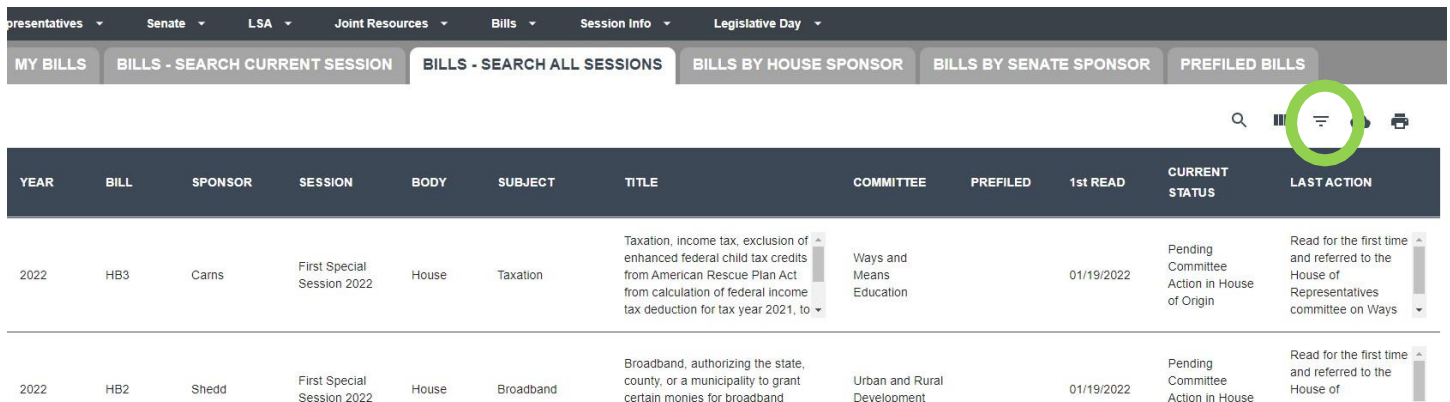 presentatives Senate LSA Joint Resources Bills Session Info Legislative Day
MY BILLS BILLS - SEARCH CURRENT SESSION BILLS - SEARCH ALL SESSIONS BILLS BY HOUSE SPONSOR BILLS BY SENATE SPONSOR PREFILED BILLS
YEAR BILL SPONSOR SESSION BODY SUBJECT TITLE COMMITTEE PREFILED 1st READ CURRENT STATUS LAST ACTION
2022
HB3
Carns
First Special
Session 2022
House
Taxation
Taxation, income tax, exclusion of
enhanced federal child tax credits
from American Rescue Plan Act
from calculation of federal income
tax deduction for tax year 2021, to
Ways and
Means
Education
01/19/2022
Pending
Committee
Action in House
of Origin
Read for the first time
and referred to the
House of
Representatives
committee on Ways
2022
HB2
Shedd
First Special
Session 2022
House
Broadband
Broadband, authorizing the state,
county, or a municipality to grant
certain monies for broadband
Urban and Rural
Development
01/19/2022
Pending
Committee
Action in House
Read for the first time
and referred to the
House of